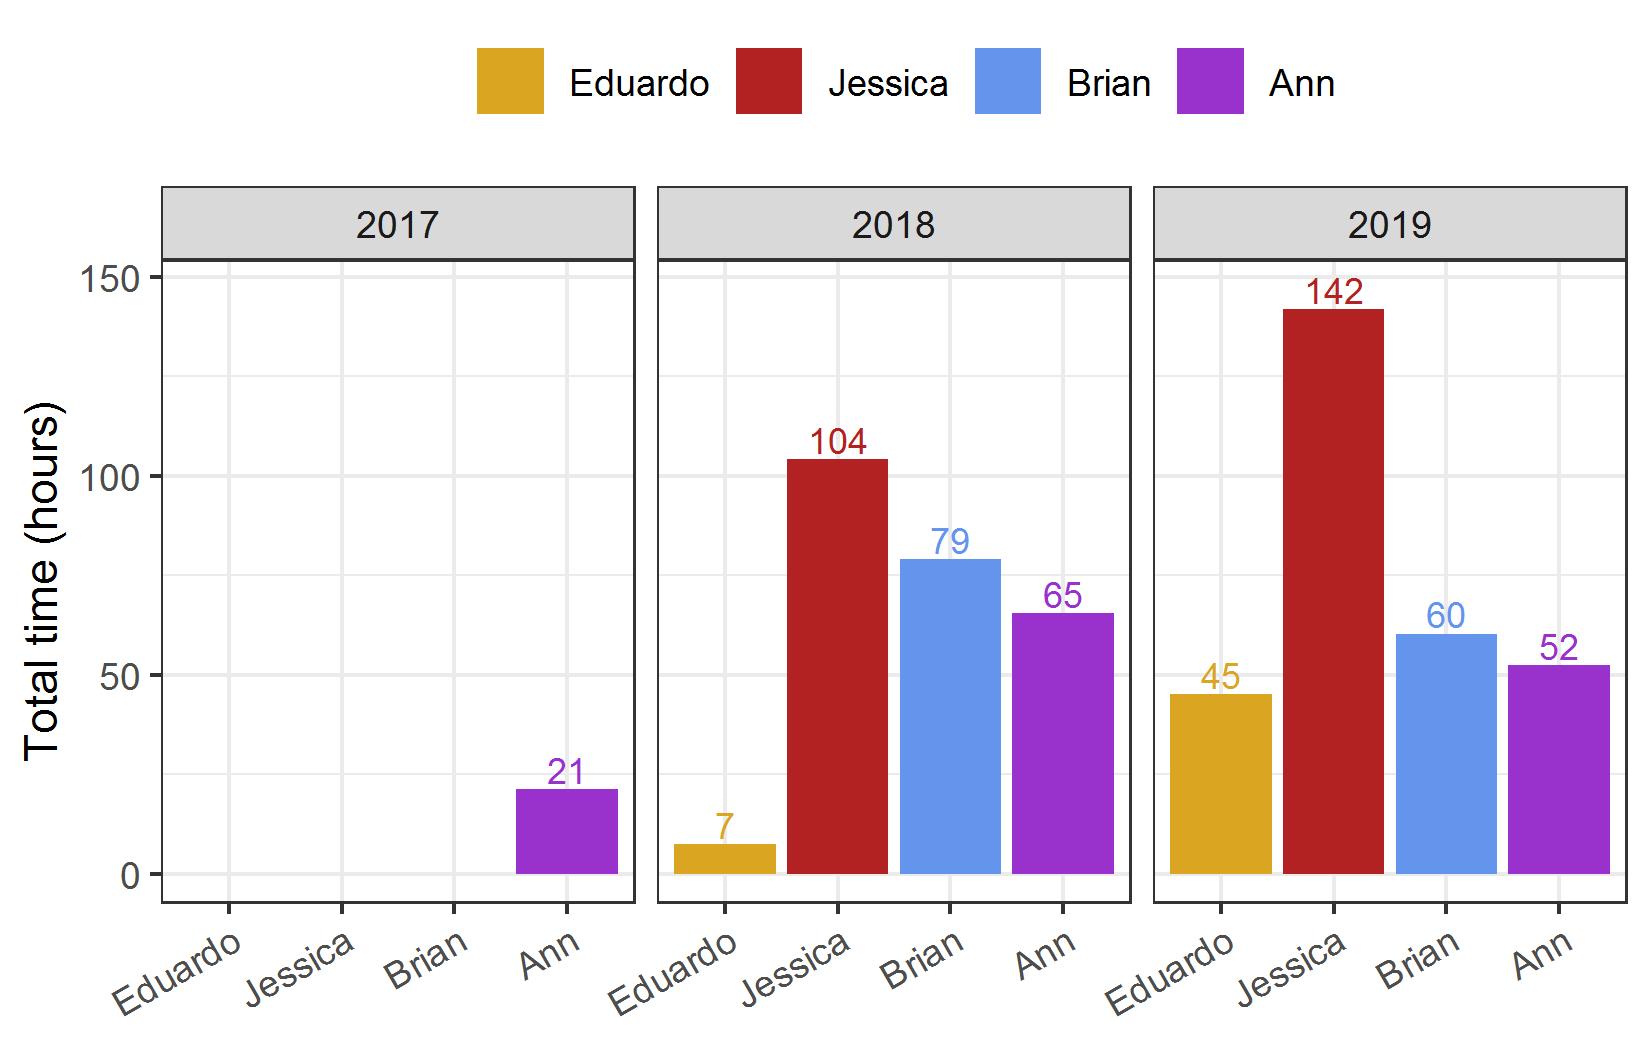 Eduardo Jessica Brian Ann
2017 2018 2019
Total time (hours)
150
100
50
0
21
7 104 79 65
45 142 60 52
Eduardo Jessica Brian Ann Eduardo Jessica Brian Ann Eduardo Jessica Brian Ann